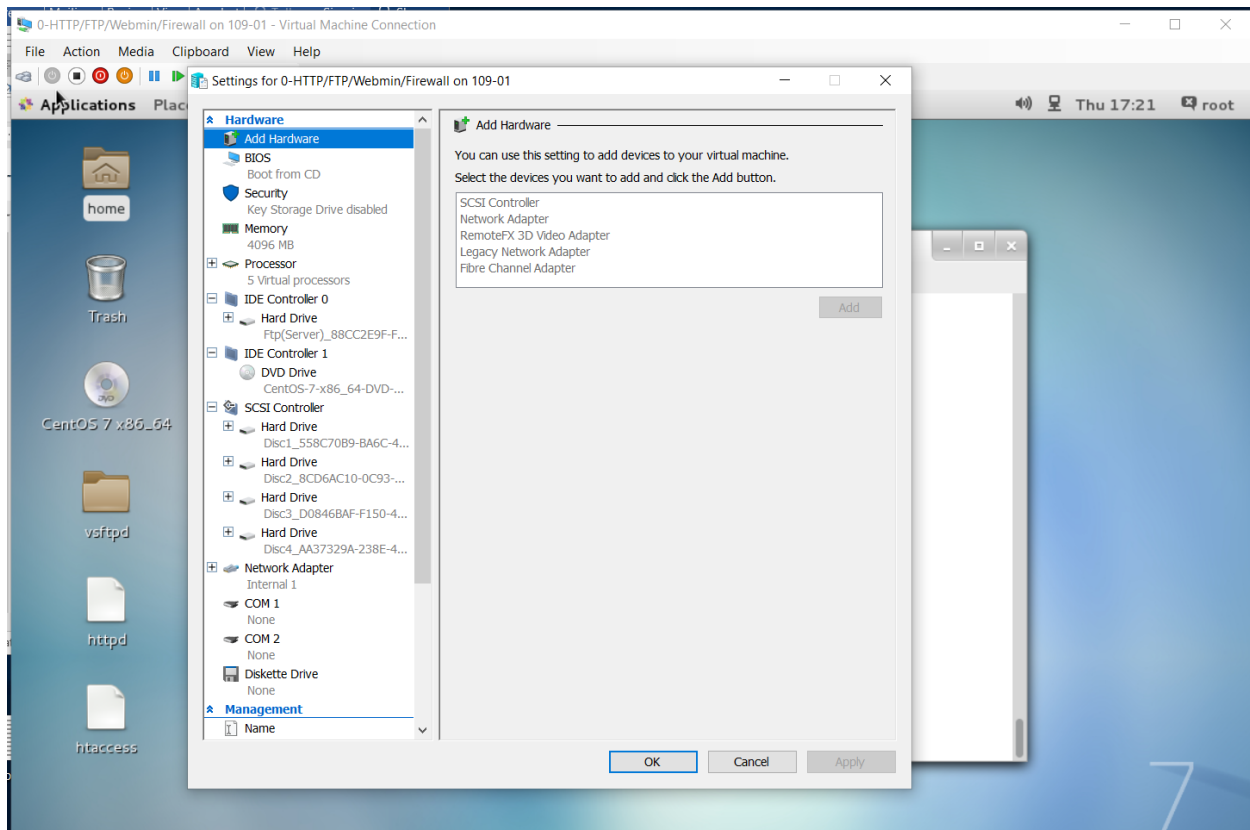 0-HTTP/FTP/Webmin/Firewall on 109-01 - Virtual Machine Connection
File Action Media Clipboard View Help
Settings for 0-HTTP/FTP/Webmin/Firewall on 109-01
Applications
Thu 17:21 root
home
Trash
DVD
CentOS 7 x86_64
vsftpd
httpd
htaccess
Hardware
Add Hardware
BIOS
Boot from CD
Security
Key Storage Drive disabled
Memory
4096 MB
Processor
5 Virtual processors
IDE Controller 0
Hard Drive
Ftp(Server)_88CC2E9F-F...
IDE Controller 1
DVD Drive
CentOS-7-x86_64-DVD-...
SCSI Controller
Hard Drive
Disc1_558C70B9-BA6C-4...
Hard Drive
Disc2_8CD6AC10-0C93-...
Hard Drive
Disc3_D0846BAF-F150-4...
Hard Drive
Disc4_AA37329A-238E-4...
Network Adapter
Internal 1
COM 1
None
COM 2
None
Diskette Drive
None
Management
Name
Add Hardware
You can use this setting to add devices to your virtual machine.
Select the devices you want to add and click the Add button.
SCSI Controller
Network Adapter
RemoteFX 3D Video Adapter
Legacy Network Adapter
Fibre Channel Adapter
Add
OK Cancel Apply
7